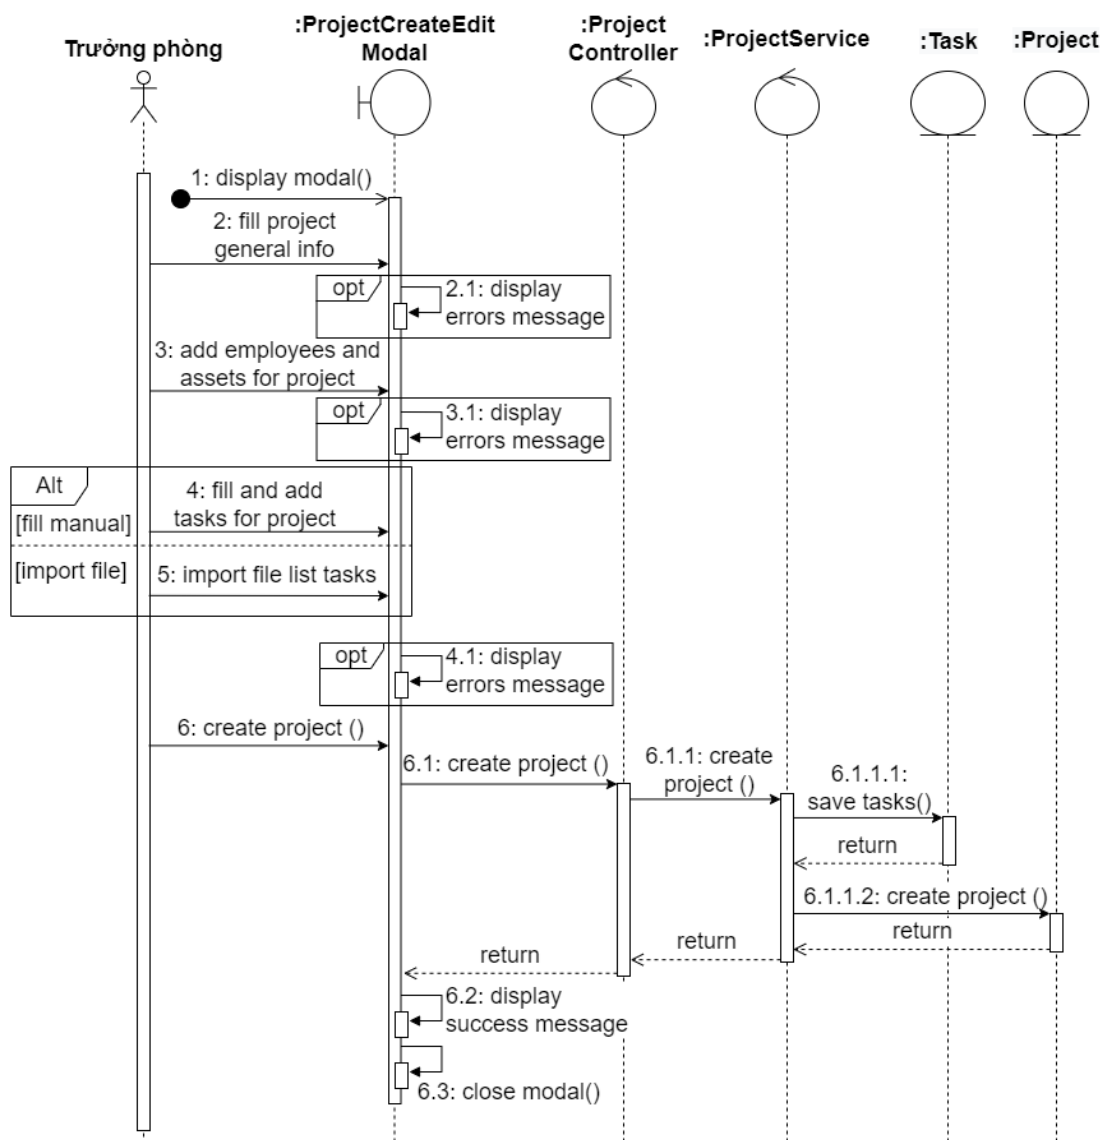 Trưởng phòng
:ProjectCreateEdit
Modal
:Project
Controller
:ProjectService
:Task
:Project
1: display modal()
2: fill project
general info
opt
2.1: display
errors message
3: add employees and
assets for project
opt
3.1: display
errors message
Alt
[fill manual]
4: fill and add
tasks for project
[import file]
5: import file list tasks
opt
4.1: display
errors message
6: create project ()
6.1: create project ()
6.1.1: create
project ()
6.1.1.1:
save tasks()
return
6.1.1.2: create project ()
return
return
return
6.2: display
success message
6.3: close modal()